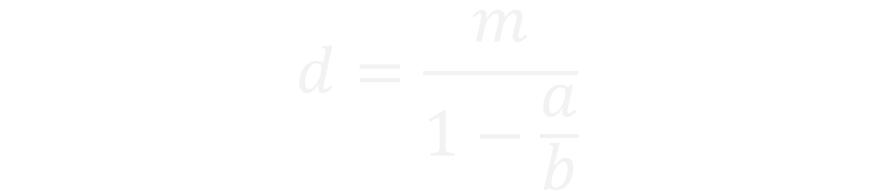 d = m / (1 − a/b)